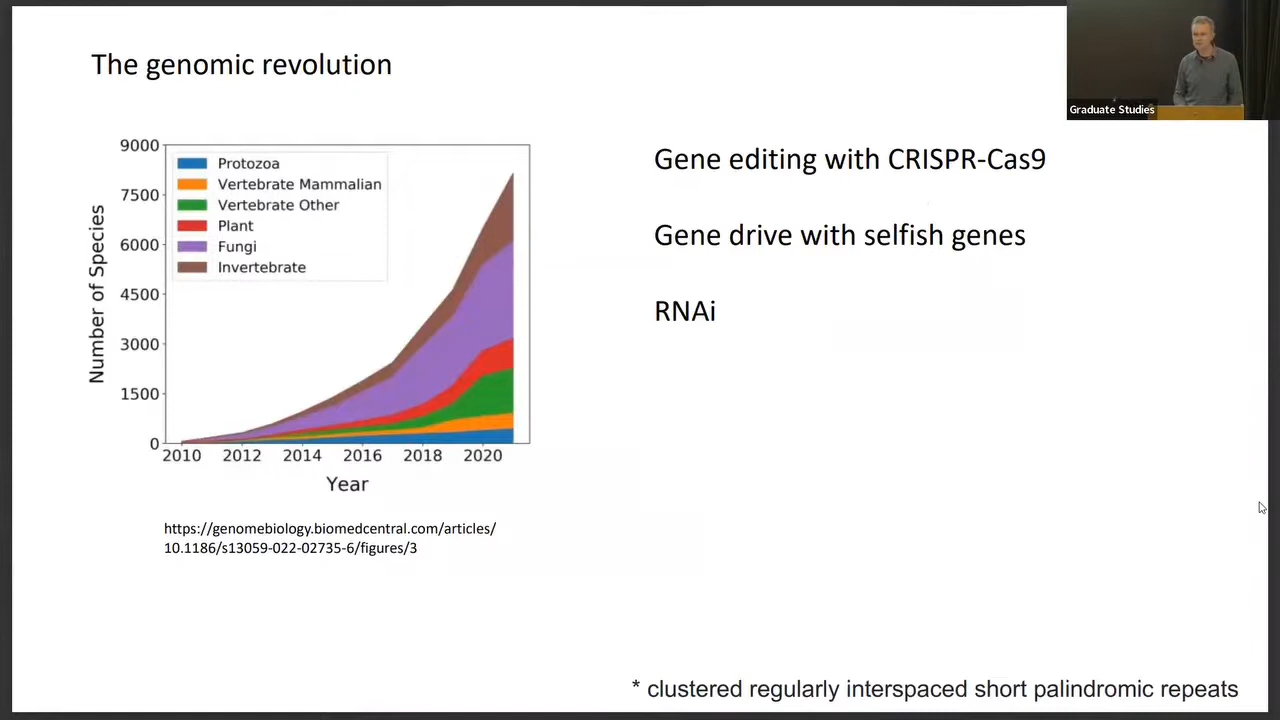 The genomic revolution
Graduate Studies
9000
7500
6000
4500
3000
1500
0
Number of Species
Protozoa
Vertebrate Mammalian
Vertebrate Other
Plant
Fungi
Invertebrate
2010 2012 2014 2016 2018 2020
Year
https://genomebiology.biomedcentral.com/articles/
10.1186/s13059-022-02735-6/figures/3
Gene editing with CRISPR-Cas9
Gene drive with selfish genes
RNAi
* clustered regularly interspaced short palindromic repeats